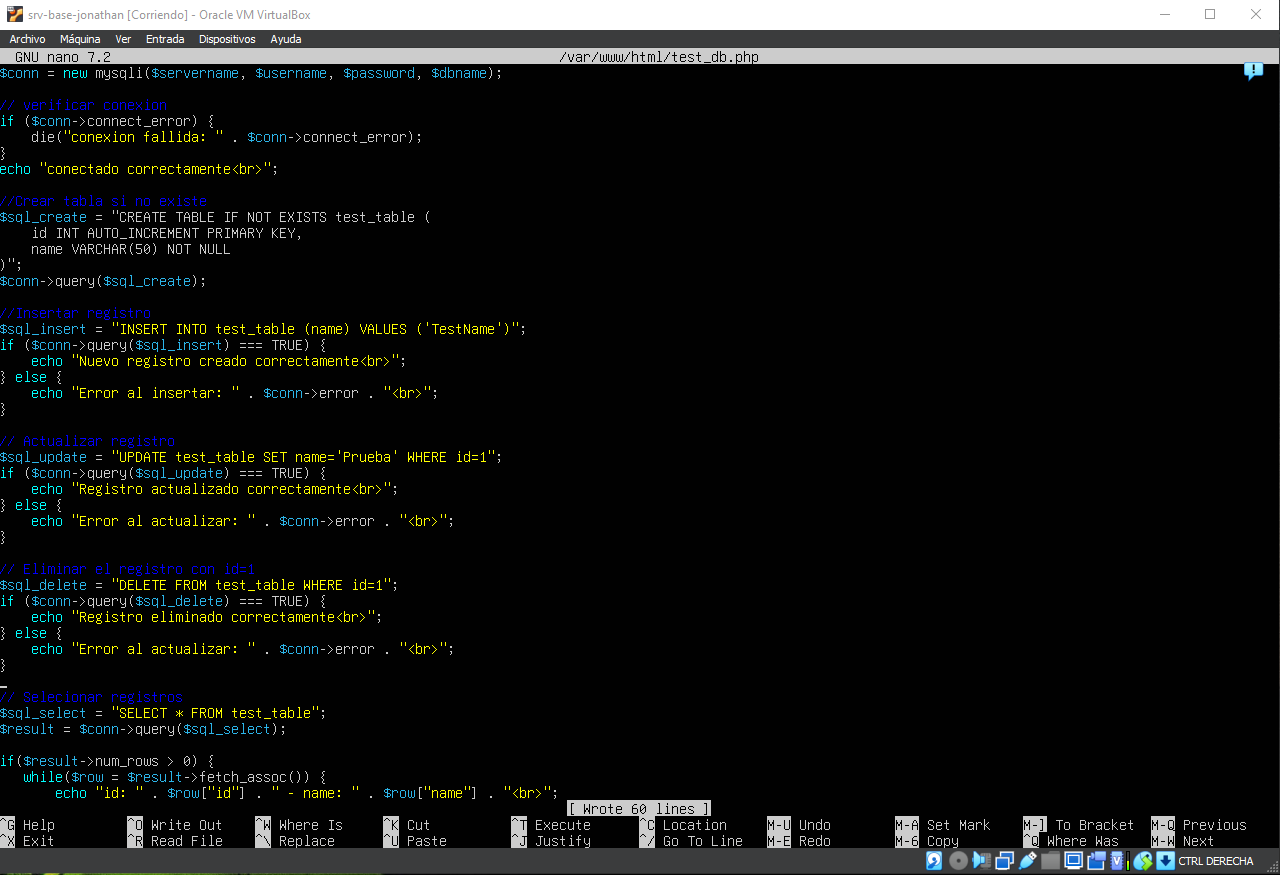 srv-base-jonathan [Corriendo] - Oracle VM VirtualBox
Archivo Máquina Ver Entrada Dispositivos Ayuda
GNU nano 7.2 /var/www/html/test_db.php
$conn = new mysqli($servername, $username, $password, $dbname);
// verificar conexion
if ($conn->connect_error) {
    die("conexion fallida: " . $conn->connect_error);
}
echo "conectado correctamente<br>";
//Crear tabla si no existe
$sql_create = "CREATE TABLE IF NOT EXISTS test_table (
    id INT AUTO_INCREMENT PRIMARY KEY,
    name VARCHAR(50) NOT NULL
)";
$conn->query($sql_create);
//Insertar registro
$sql_insert = "INSERT INTO test_table (name) VALUES ('TestName')";
if ($conn->query($sql_insert) === TRUE) {
    echo "Nuevo registro creado correctamente<br>";
} else {
    echo "Error al insertar: " . $conn->error . "<br>";
}
// Actualizar registro
$sql_update = "UPDATE test_table SET name='Prueba' WHERE id=1";
if ($conn->query($sql_update) === TRUE) {
    echo "Registro actualizado correctamente<br>";
} else {
    echo "Error al actualizar: " . $conn->error . "<br>";
}
// Eliminar el registro con id=1
$sql_delete = "DELETE FROM test_table WHERE id=1";
if ($conn->query($sql_delete) === TRUE) {
    echo "Registro eliminado correctamente<br>";
} else {
    echo "Error al actualizar: " . $conn->error . "<br>";
}
// Selecionar registros
$sql_select = "SELECT * FROM test_table";
$result = $conn->query($sql_select);
if($result->num_rows > 0) {
   while($row = $result->fetch_assoc()) {
       echo "id: " . $row["id"] . " - name: " . $row["name"] . "<br>";
[ Wrote 60 lines ]
^G Help ^O Write Out ^W Where Is ^K Cut ^T Execute ^C Location M-U Undo M-A Set Mark M-] To Bracket M-Q Previous
^X Exit ^R Read File ^\ Replace ^U Paste ^J Justify ^/ Go To Line M-E Redo M-6 Copy ^Q Where Was M-W Next
CTRL DERECHA